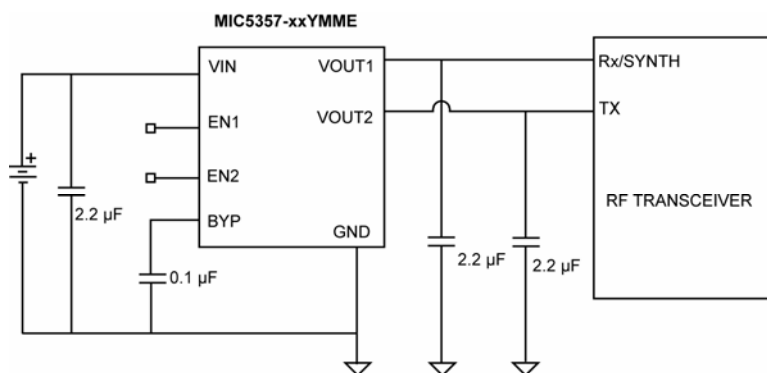 MIC5357-xxYMME
VIN
VOUT1
Rx/SYNTH
EN1
VOUT2
TX
+
EN2
2.2 µF
BYP
GND
RF TRANSCEIVER
0.1 µF
2.2 µF
2.2 µF